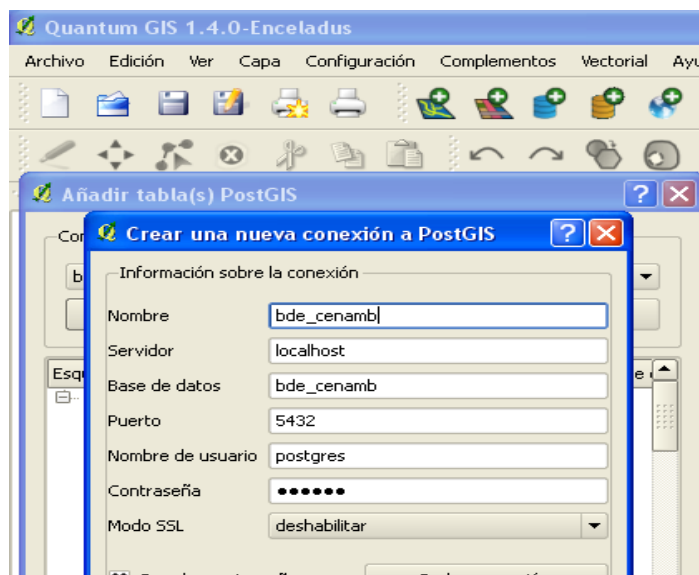 Quantum GIS 1.4.0-Enceladus
Archivo Edición Ver Capa Configuración Complementos Vectorial Ayu
Añadir tabla(s) PostGIS
Crear una nueva conexión a PostGIS
Información sobre la conexión
Nombre bde_cenamb
Servidor localhost
Base de datos bde_cenamb
Puerto 5432
Nombre de usuario postgres
Contraseña ●●●●●●
Modo SSL deshabilitar